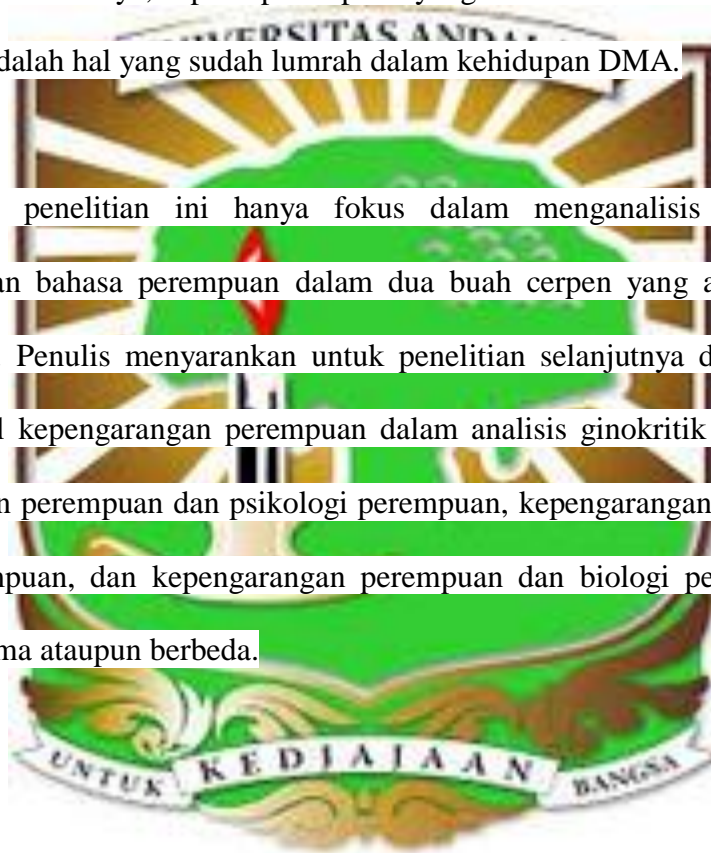 UNIVERSITAS ANDALA
dalah hal yang sudah lumrah dalam kehidupan DMA.
penelitian ini hanya fokus dalam menganalisis
an bahasa perempuan dalam dua buah cerpen yang a
Penulis menyarankan untuk penelitian selanjutnya d
l kepengarangan perempuan dalam analisis ginokritik
n perempuan dan psikologi perempuan, kepengarangan
npuan, dan kepengarangan perempuan dan biologi pe
ma ataupun berbeda.
UNTUK KEDJAJAAN BANGSA